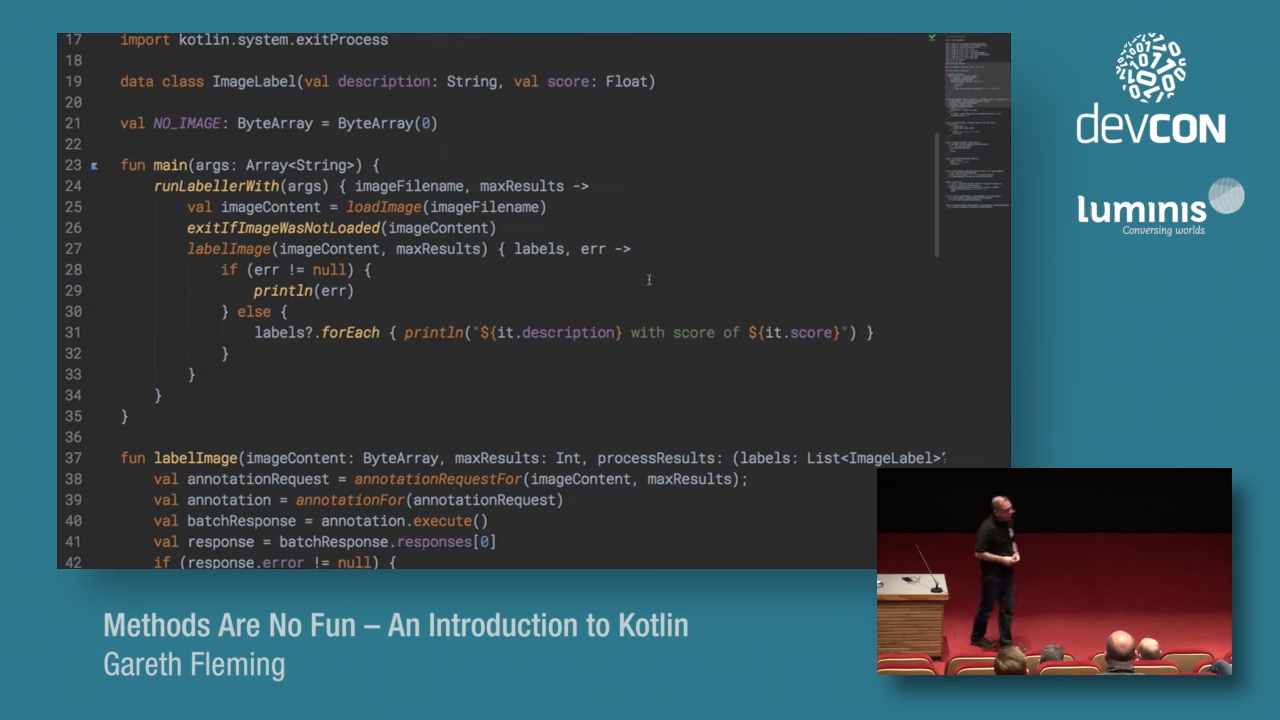 17 import kotlin.system.exitProcess
18
19 data class ImageLabel(val description: String, val score: Float)
20
21 val NO_IMAGE: ByteArray = ByteArray(0)
22
23 fun main(args: Array<String>) {
24 runLabellerWith(args) { imageFilename, maxResults ->
25 val imageContent = loadImage(imageFilename)
26 exitIfImageWasNotLoaded(imageContent)
27 labelImage(imageContent, maxResults) { labels, err ->
28 if (err != null) {
29 println(err)
30 } else {
31 labels?.forEach { println("${it.description} with score of ${it.score}") }
32 }
33 }
34 }
35 }
36
37 fun labelImage(imageContent: ByteArray, maxResults: Int, processResults: (labels: List<ImageLabel>?
38 val annotationRequest = annotationRequestFor(imageContent, maxResults);
39 val annotation = annotationFor(annotationRequest)
40 val batchResponse = annotation.execute()
41 val response = batchResponse.responses[0]
42 if (response.error != null) {
devCON
luminis
Conversing worlds
Methods Are No Fun – An Introduction to Kotlin
Gareth Fleming